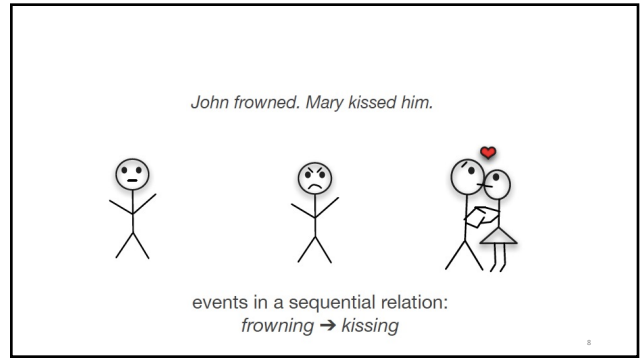 John frowned. Mary kissed him.
events in a sequential relation:
frowning ➔ kissing
8